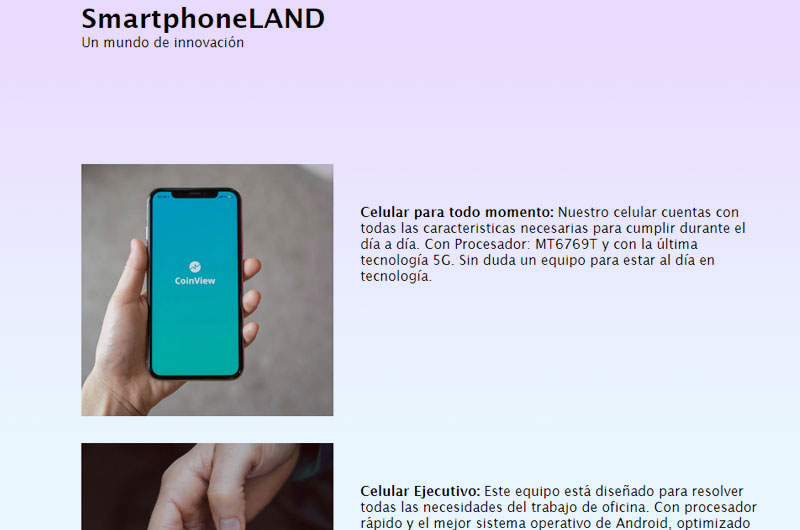 SmartphoneLAND
Un mundo de innovación
CoinView
Celular para todo momento: Nuestro celular cuentas con
todas las caracteristicas necesarias para cumplir durante el
día a día. Con Procesador: MT6769T y con la última
tecnología 5G. Sin duda un equipo para estar al día en
tecnología.
Celular Ejecutivo: Este equipo está diseñado para resolver
todas las necesidades del trabajo de oficina. Con procesador
rápido y el mejor sistema operativo de Android, optimizado